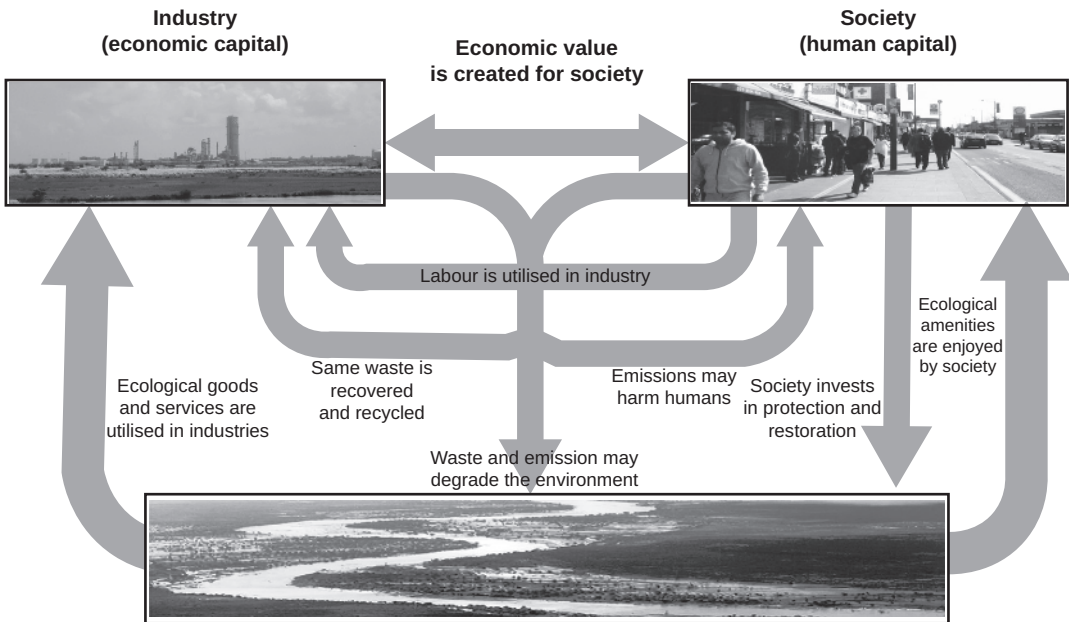 Industry
(economic capital)
Economic value
is created for society
Society
(human capital)
Labour is utilised in industry
Ecological
amenities
are enjoyed
by society
Same waste is
recovered
and recycled
Emissions may
harm humans
Ecological goods
and services are
utilised in industries
Society invests
in protection and
restoration
Waste and emission may
degrade the environment